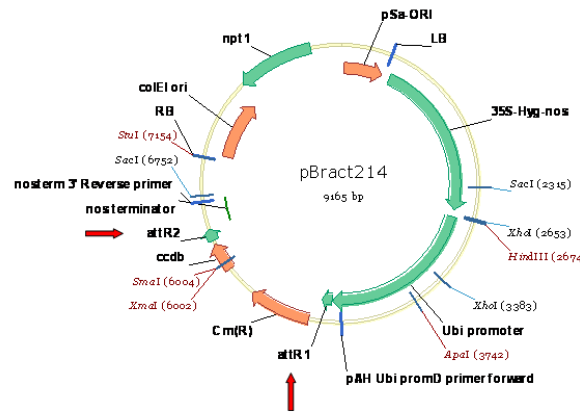 npt1
pSa-ORI
LB
colEI ori
RB
StuI (7154)
SacI (6752)
nosterm 3' Reverse primer
nos terminator
attR2
ccdb
SmaI (6004)
XmaI (6002)
Cm(R)
attR1
pAH Ubi promD primer forward
ApaI (3742)
Ubi promoter
XhoI (3383)
HindIII (2674)
XhoI (2653)
SacI (2315)
35S-Hyg-nos
pBract214
9165 bp